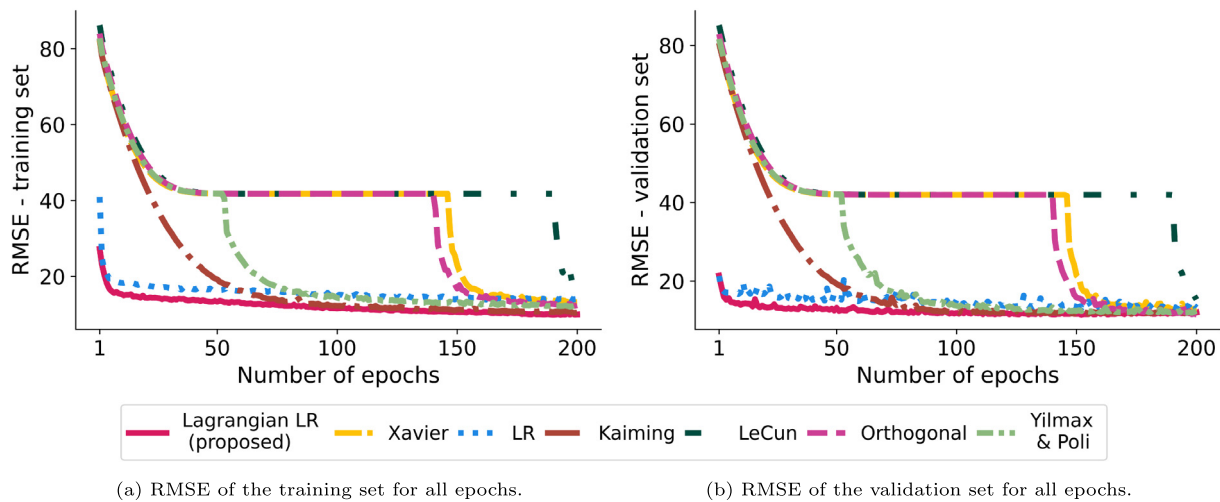 RMSE - training set
80
60
40
20
1
50
100
150
200
Number of epochs
RMSE - validation set
80
60
40
20
1
50
100
150
200
Number of epochs
Lagrangian LR
(proposed)
Xavier
LR
Kaiming
LeCun
Orthogonal
Yilmax
& Poli
(a) RMSE of the training set for all epochs.
(b) RMSE of the validation set for all epochs.